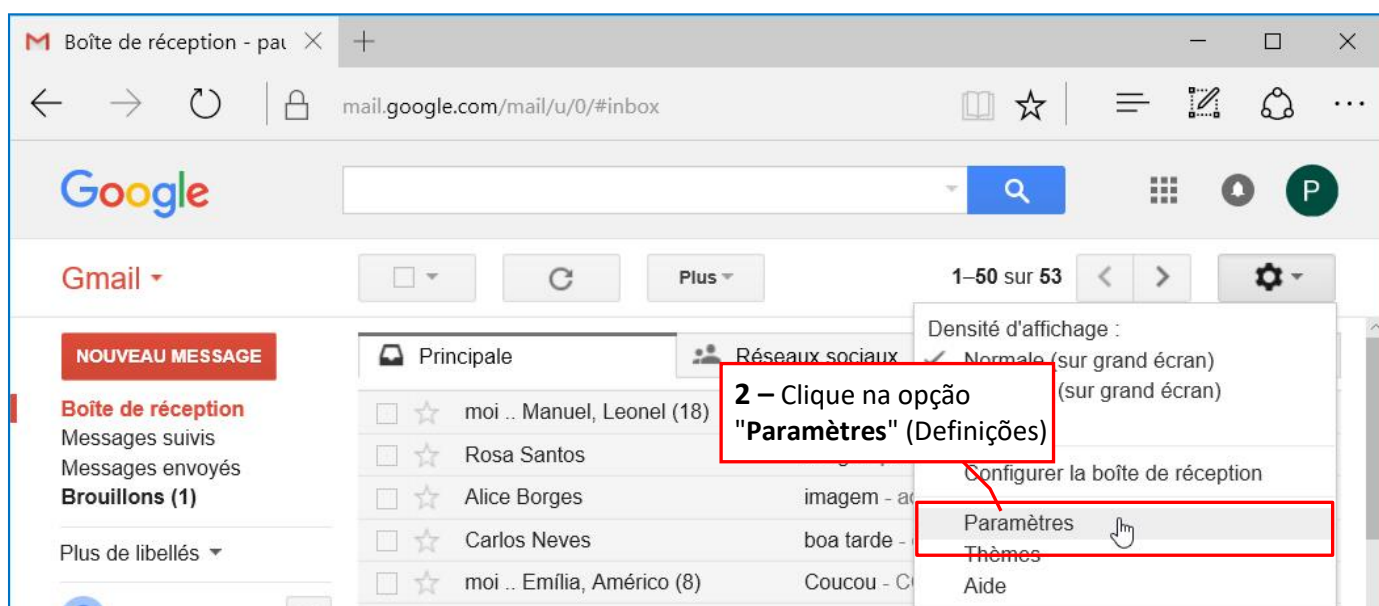 Boîte de réception - pau
mail.google.com/mail/u/0/#inbox
Google
P
Gmail
Plus
1–50 sur 53
Densité d'affichage :
NOUVEAU MESSAGE
Principale
Réseaux sociaux
Normale (sur grand écran)
(sur grand écran)
2 – Clique na opção
"Paramètres" (Definições)
Boîte de réception
moi .. Manuel, Leonel (18)
Messages suivis
Messages envoyés
Rosa Santos
Configurer la boîte de réception
Brouillons (1)
Alice Borges
imagem -
Paramètres
Carlos Neves
boa tarde -
Plus de libellés
Thèmes
moi .. Emília, Américo (8)
Coucou -
Aide